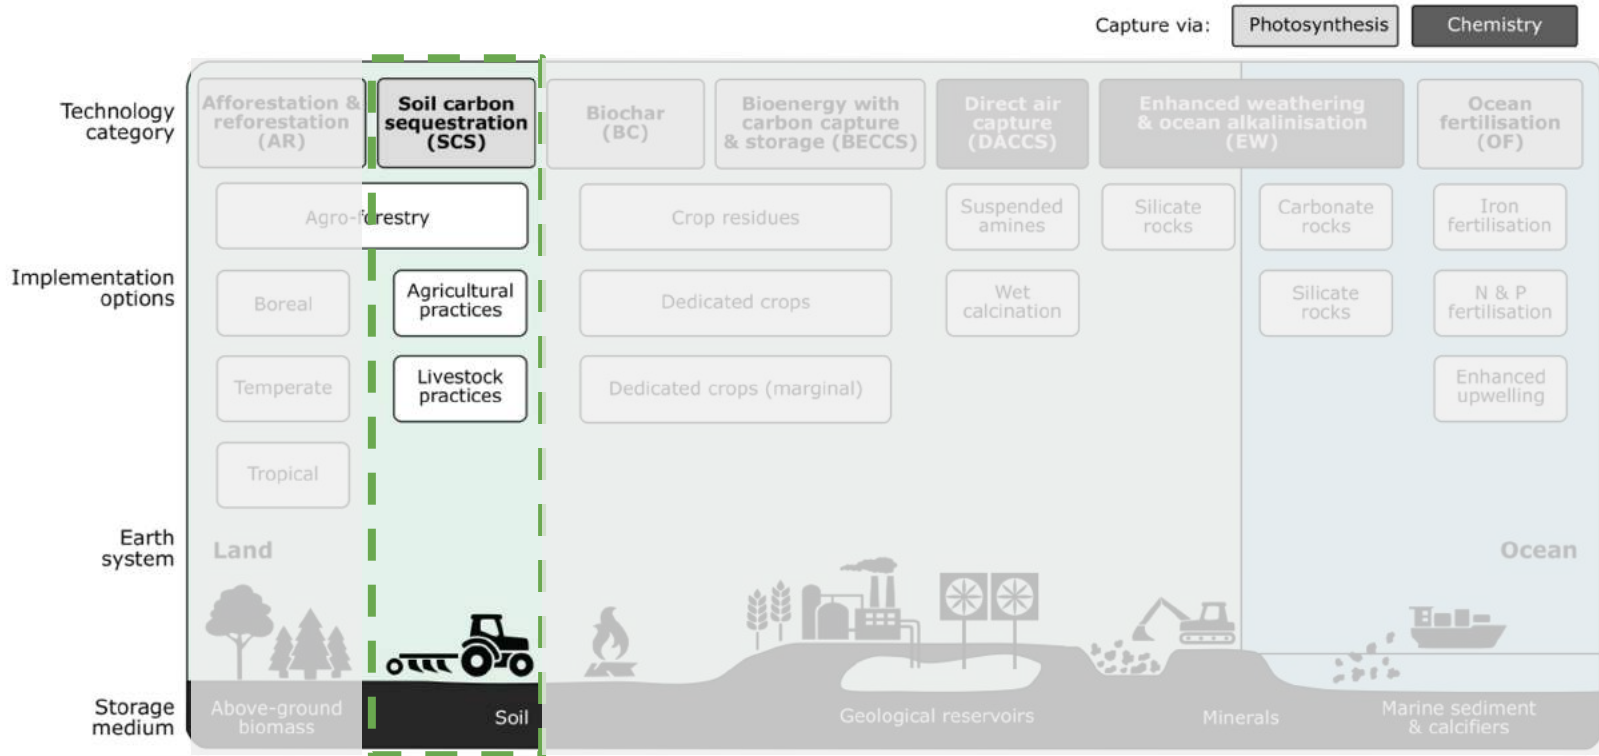 Capture via: Photosynthesis Chemistry
Technology
category
Afforestation &
reforestation
(AR)
Soil carbon
sequestration
(SCS)
Biochar
(BC)
Bioenergy with
carbon capture
& storage (BECCS)
Direct air
capture
(DACCS)
Enhanced weathering
& ocean alkalinisation
(EW)
Ocean
fertilisation
(OF)
Implementation
options
Agro-forestry
Crop residues
Suspended
amines
Silicate
rocks
Carbonate
rocks
Iron
fertilisation
Boreal
Agricultural
practices
Dedicated crops
Wet
calcination
Silicate
rocks
N & P
fertilisation
Temperate
Livestock
practices
Dedicated crops (marginal)
Enhanced
upwelling
Tropical
Earth
system
Land
Ocean
Storage
medium
Above-ground
biomass
Soil
Geological reservoirs
Minerals
Marine sediment
& calcifiers